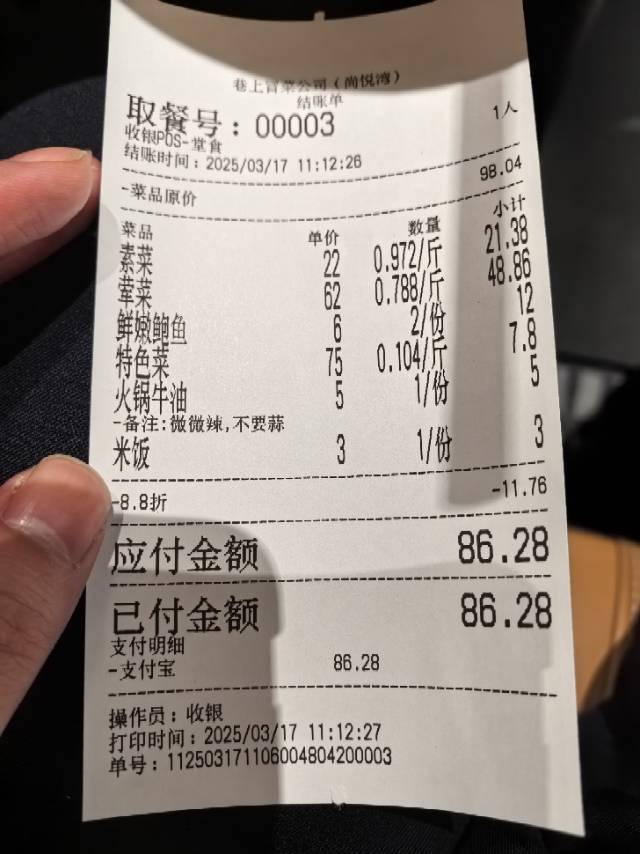 巷上冒菜公司（尚悦湾）
结账单
取餐号：00003 1人
收银POS-堂食
结账时间：2025/03/17 11:12:26
-菜品原价 98.04
菜品 单价 数量 小计
素菜 22 0.972/斤 21.38
荤菜 62 0.788/斤 48.86
鲜嫩鲍鱼 6 2/份 12
特色菜 75 0.104/斤 7.8
火锅牛油 5 1/份 5
-备注:微微辣,不要蒜
米饭 3 1/份 3
-8.8折 -11.76
应付金额 86.28
已付金额 86.28
支付明细
-支付宝 86.28
操作员：收银
打印时间：2025/03/17 11:12:27
单号：112503171106004804200003